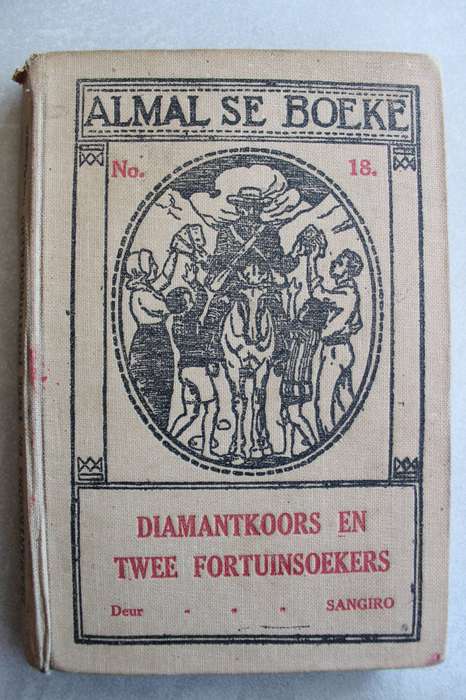 ALMAL SE BOEKE
No. 18.
DIAMANTKOORS EN
TWEE FORTUINSOEKERS
Deur " " " SANGIRO